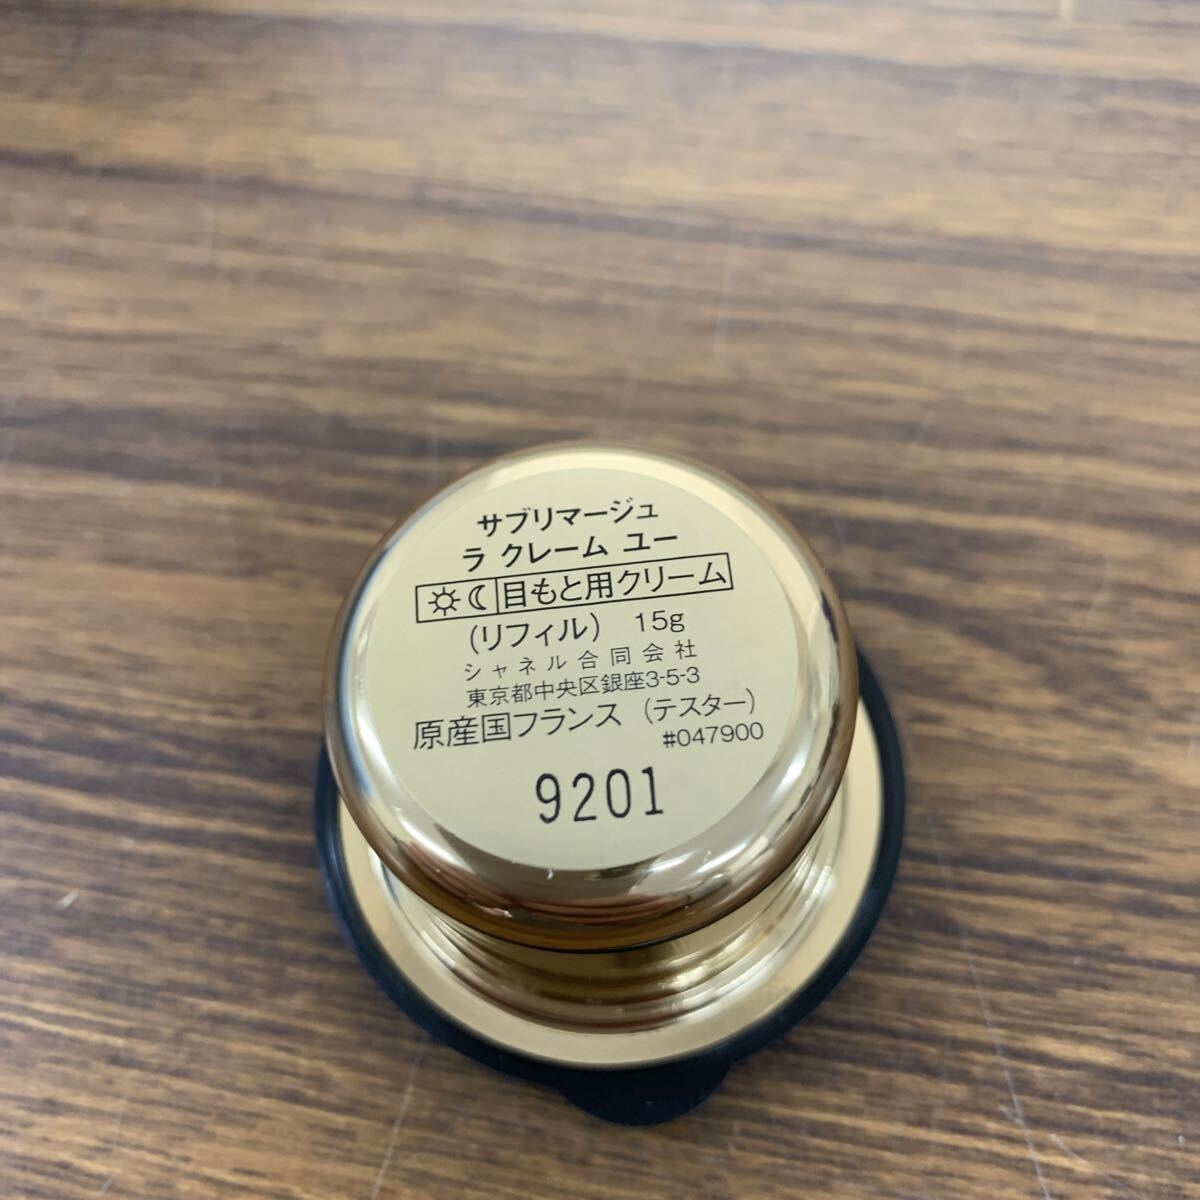 サブリマージュ
ラ クレーム ユー
目もと用クリーム
(リフィル) 15g
シャネル合同会社
東京都中央区銀座3-5-3
原産国フランス (テスター)
#047900
9201